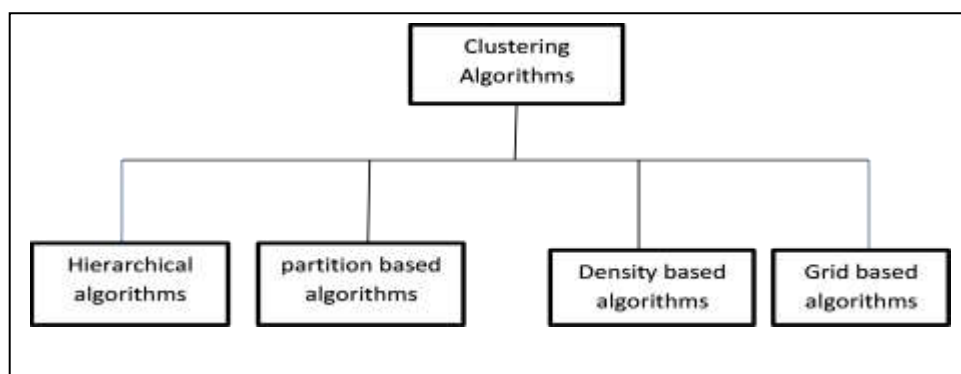 Clustering
Algorithms
Hierarchical
algorithms
partition based
algorithms
Density based
algorithms
Grid based
algorithms